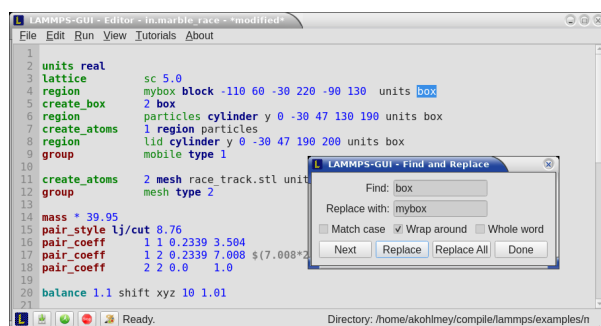 LAMMPS-GUI - Editor - in.marble_race - *modified*
File Edit Run View Tutorials About
1
2 units real
3 lattice sc 5.0
4 region mybox block -110 60 -30 220 -90 130 units box
5 create_box 2 box
6 region particles cylinder y 0 -30 47 130 190 units box
7 create_atoms 1 region particles
8 region lid cylinder y 0 -30 47 190 200 units box
9 group mobile type 1
10
11 create_atoms 2 mesh race_track.stl unit
12 group mesh type 2
13
14 mass * 39.95
15 pair_style lj/cut 8.76
16 pair_coeff 1 1 0.2339 3.504
17 pair_coeff 1 2 0.2339 7.008 $(7.008*2
18 pair_coeff 2 2 0.0 1.0
19
20 balance 1.1 shift xyz 10 1.01
21
LAMMPS-GUI - Find and Replace
Find: box
Replace with: mybox
Match case Wrap around Whole word
Next Replace Replace All Done
Ready. Directory: /home/akohlmey/compile/lammps/examples/n